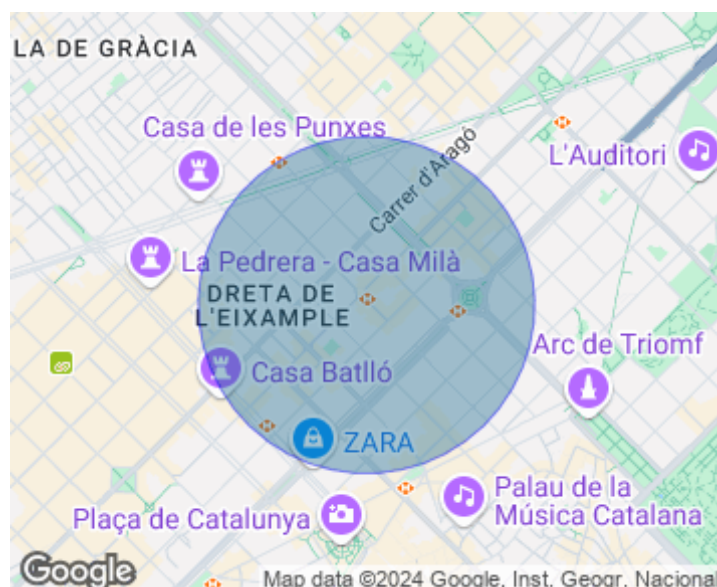 LA DE GRÀCIA
Casa de les Punxes
L'Auditori
Carrer d'Aragó
La Pedrera - Casa Milà
DRETA DE
L'EIXAMPLE
Arc de Triomf
Casa Batlló
ZARA
Palau de la
Música Catalana
Plaça de Catalunya
Google
Map data ©2024 Google, Inst. Geogr. Nacional